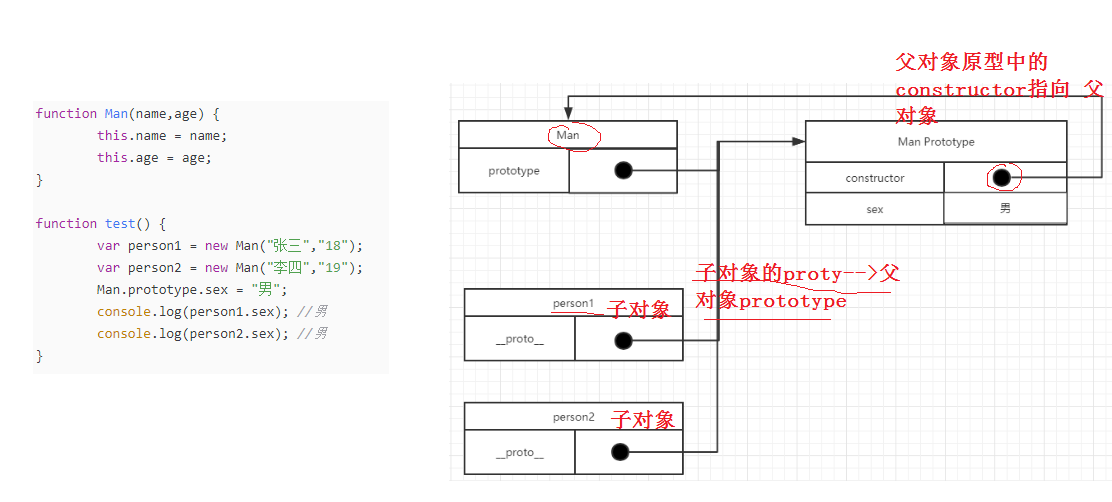 function Man(name,age) {
this.name = name;
this.age = age;
}
function test() {
var person1 = new Man("张三","18");
var person2 = new Man("李四","19");
Man.prototype.sex = "男";
console.log(person1.sex); //男
console.log(person2.sex); //男
}
父对象原型中的
constructor指向 父
对象
Man
prototype
Man Prototype
constructor
sex
男
子对象的proty-->父
对象prototype
person1
子对象
__proto__
person2
子对象
__proto__